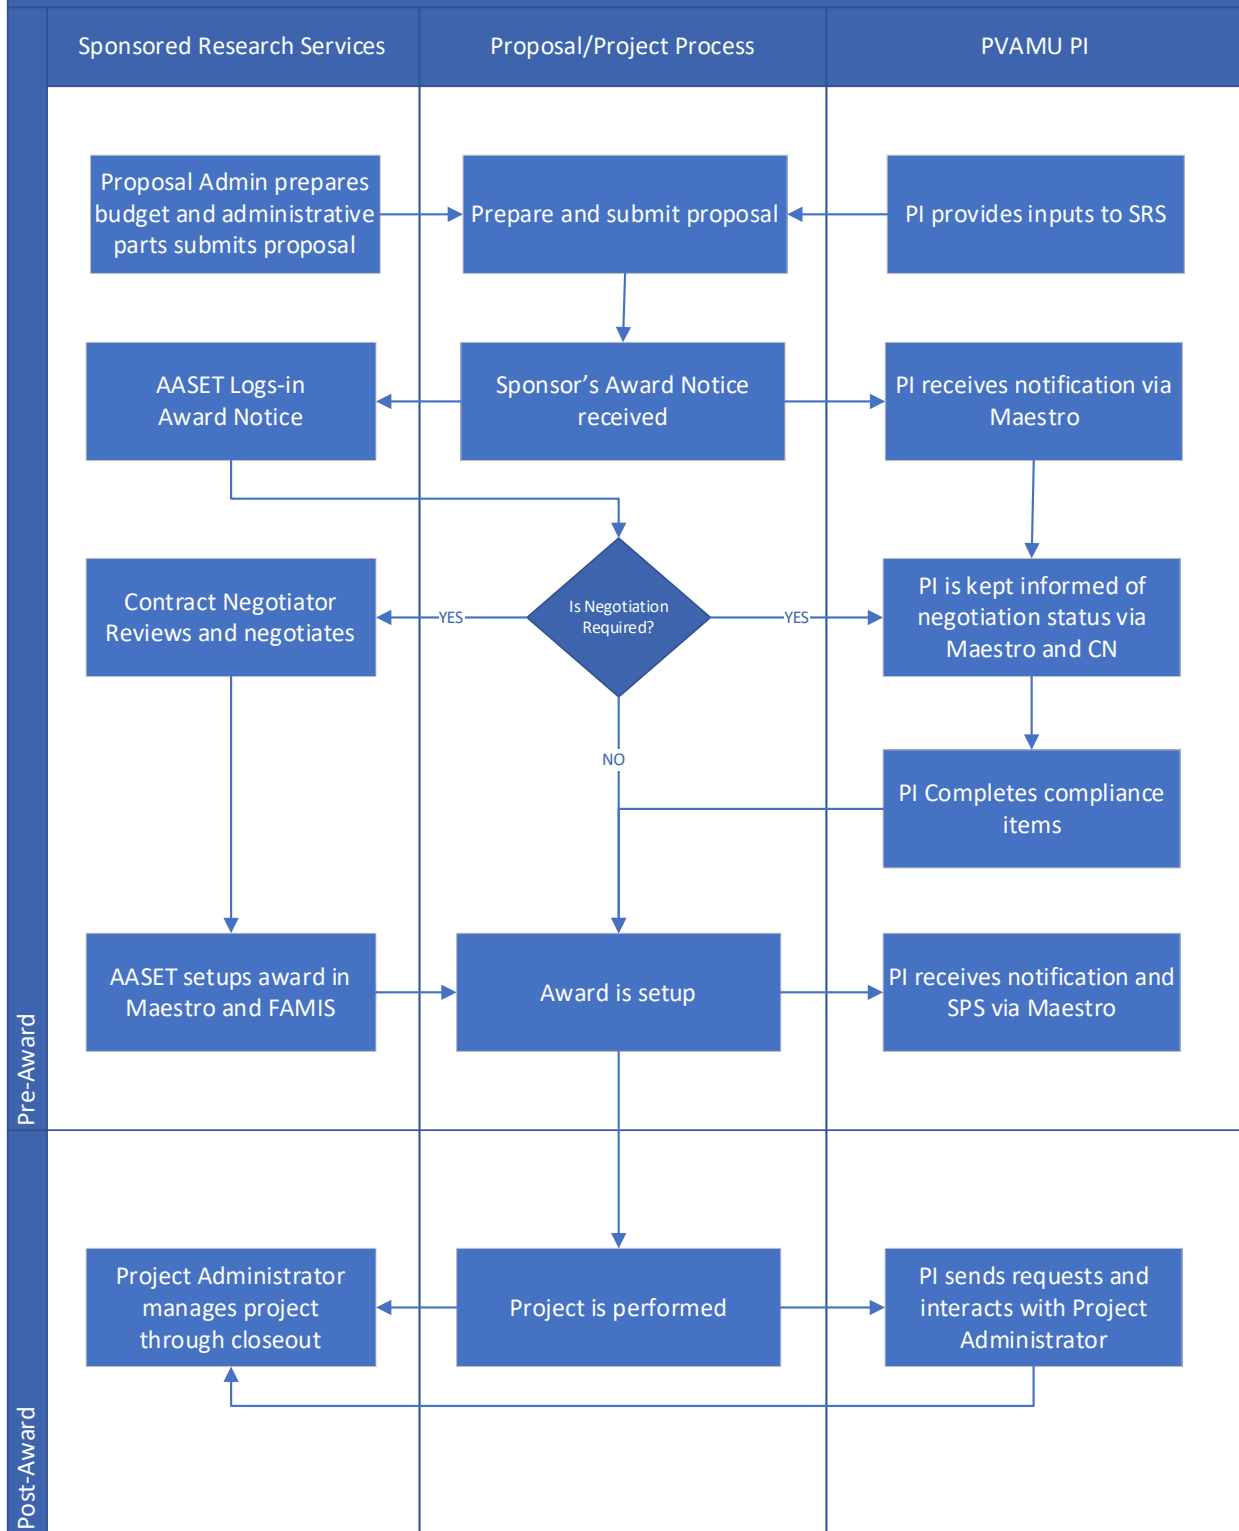 Sponsored Research Services
Proposal/Project Process
PVAMU PI
Pre-Award
Proposal Admin prepares
budget and administrative
parts submits proposal
Prepare and submit proposal
PI provides inputs to SRS
AASET Logs-in
Award Notice
Sponsor’s Award Notice
received
PI receives notification via
Maestro
Contract Negotiator
Reviews and negotiates
YES
Is Negotiation
Required?
YES
PI is kept informed of
negotiation status via
Maestro and CN
NO
PI Completes compliance
items
AASET setups award in
Maestro and FAMIS
Award is setup
PI receives notification and
SPS via Maestro
Post-Award
Project Administrator
manages project
through closeout
Project is performed
PI sends requests and
interacts with Project
Administrator